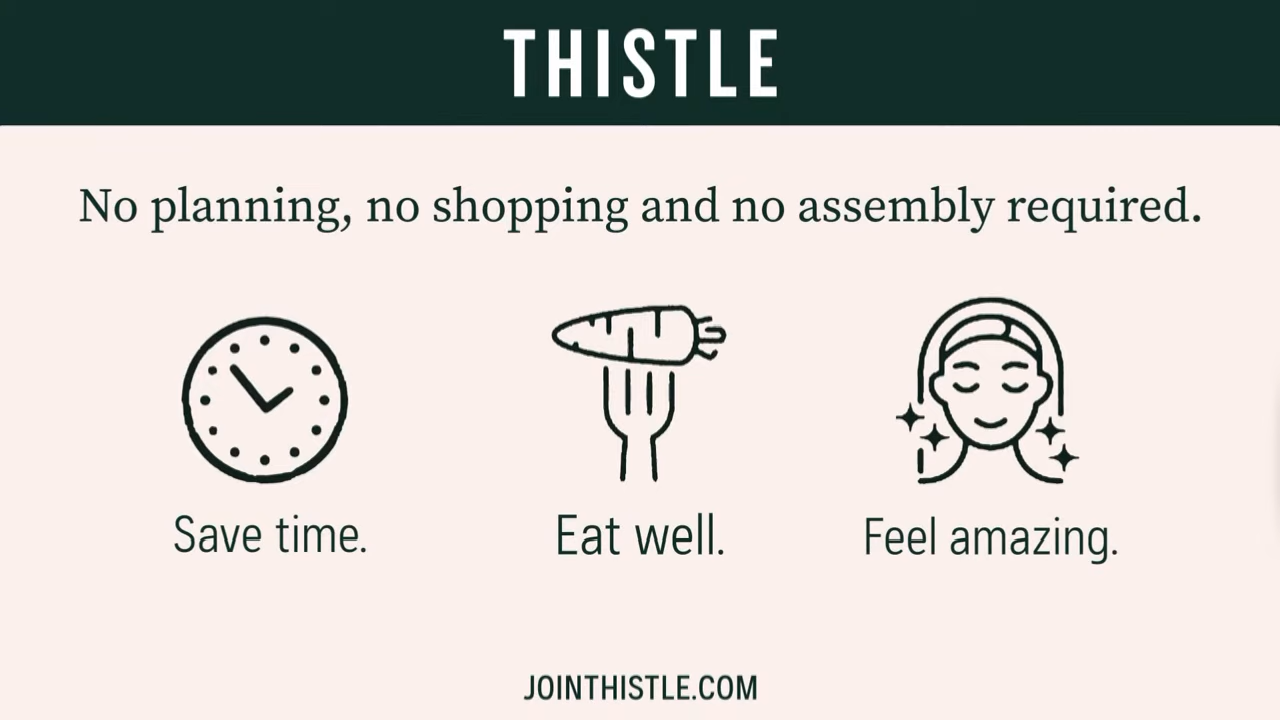 THISTLE
No planning, no shopping and no assembly required.
Save time.
Eat well.
Feel amazing.
JOINTHISTLE.COM